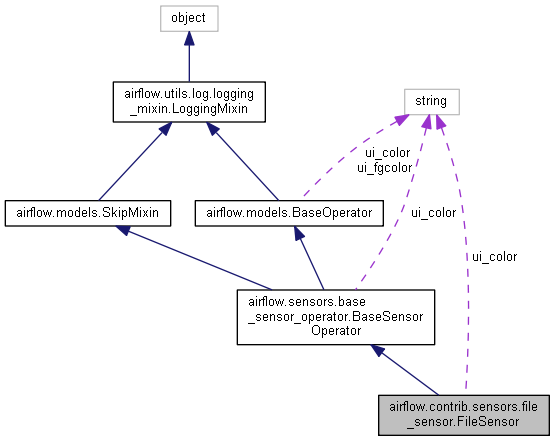 object
airflow.utils.log.logging
_mixin.LoggingMixin
string
ui_color
ui_fgcolor
airflow.models.SkipMixin
airflow.models.BaseOperator
ui_color
ui_color
airflow.sensors.base
_sensor_operator.BaseSensor
Operator
airflow.contrib.sensors.file
_sensor.FileSensor